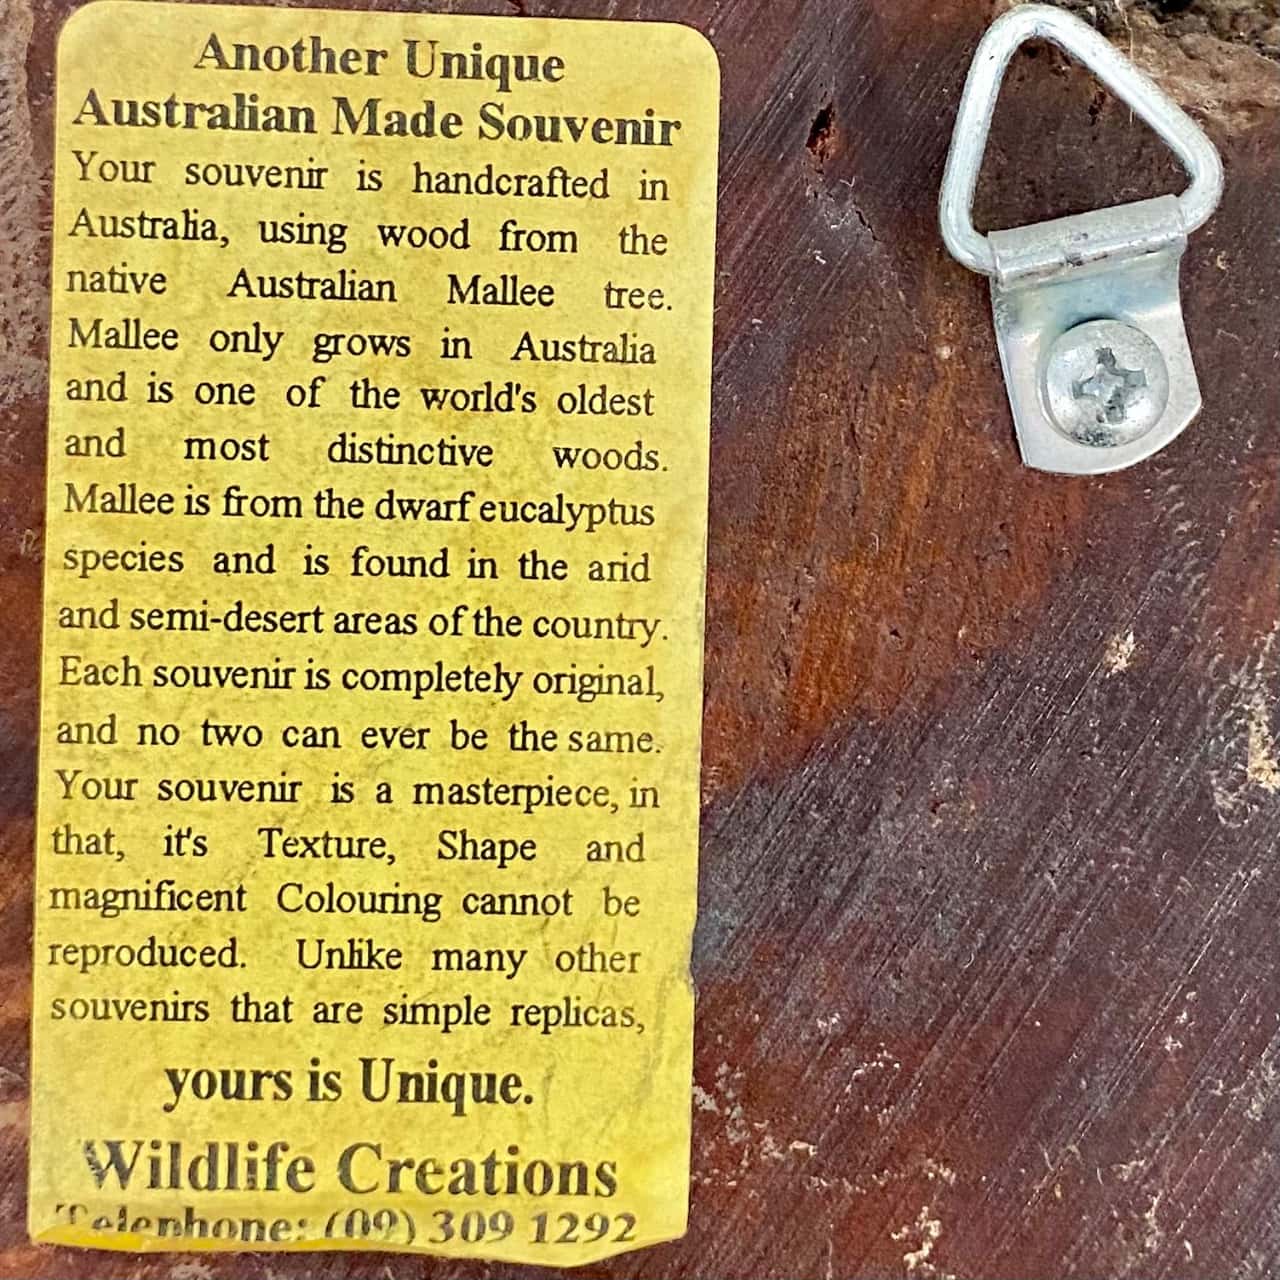 Another Unique
Australian Made Souvenir
Your souvenir is handcrafted in
Australia, using wood from the
native Australian Mallee tree.
Mallee only grows in Australia
and is one of the world's oldest
and most distinctive woods.
Mallee is from the dwarf eucalyptus
species and is found in the arid
and semi-desert areas of the country.
Each souvenir is completely original,
and no two can ever be the same.
Your souvenir is a masterpiece, in
that, it's Texture, Shape and
magnificent Colouring cannot be
reproduced. Unlike many other
souvenirs that are simple replicas,
yours is Unique.
Wildlife Creations
Telephone: (09) 309 1292